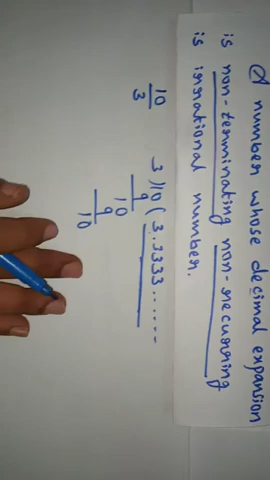 A number whose decimal expansion
is non-terminating non-recurring
is irrational number.
10
3
3)10(3.3333......
9
10
9
10